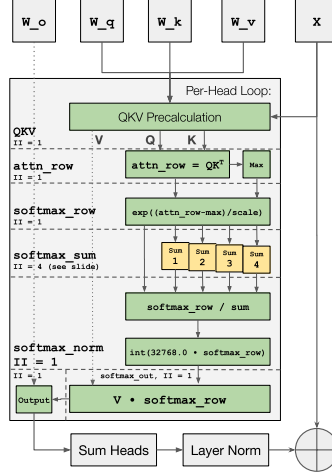 W_o W_q W_k W_v X
Per-Head Loop:
QKV Precalculation
QKV
II = 1
V Q K
attn_row = QKᵀ
Max
attn_row
II = 1
softmax_row
II = 1
exp((attn_row-max)/scale)
softmax_sum
II = 4 (see slide)
Sum 1
Sum 2
Sum 3
Sum 4
softmax_row / sum
softmax_norm
II = 1
int(32768.0 • softmax_row)
II = 1
softmax_out, II = 1
Output
V • softmax_row
Sum Heads
Layer Norm